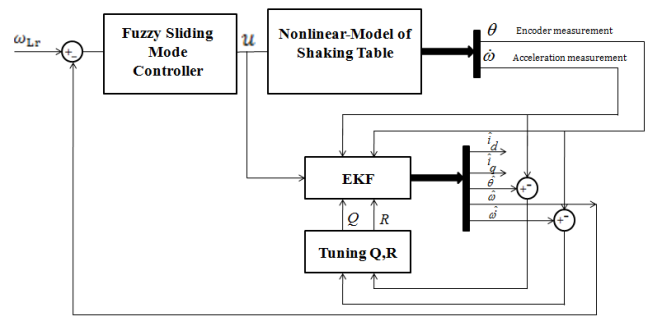 ω_Lr
+
-
Fuzzy Sliding
Mode
Controller
u
Nonlinear-Model of
Shaking Table
θ Encoder measurement
ω̇ Acceleration measurement
EKF
î_d
î_q
θ̂
ω̂
ω̇̂
+ -
+ -
Q R
Tuning Q,R